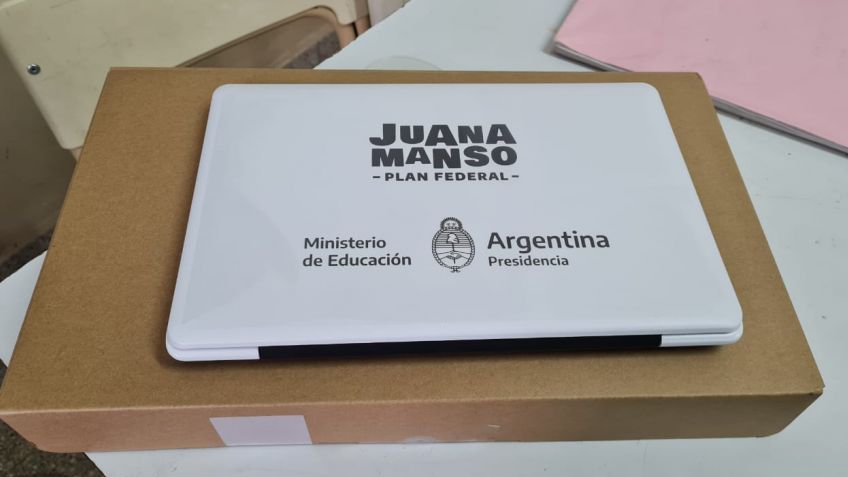 JUANA
MANSO
- PLAN FEDERAL -
Ministerio
de Educación
Argentina
Presidencia